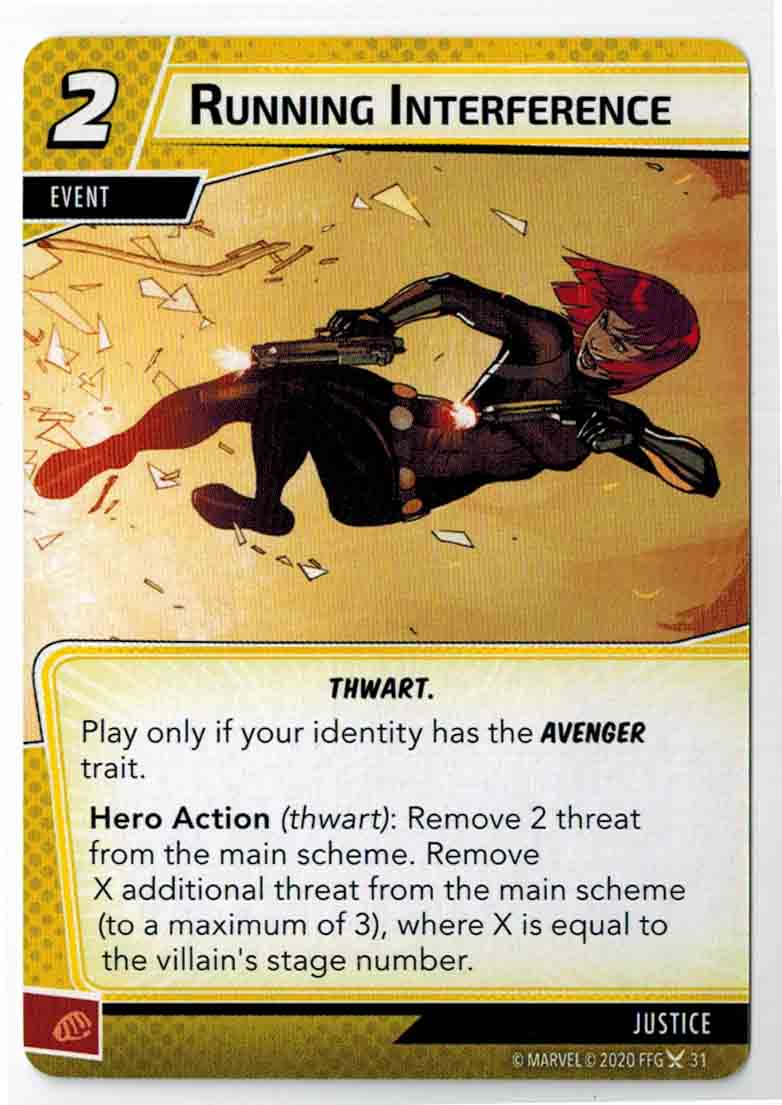 2
RUNNING INTERFERENCE
EVENT
THWART.
Play only if your identity has the AVENGER
trait.
Hero Action (thwart): Remove 2 threat
from the main scheme. Remove
X additional threat from the main scheme
(to a maximum of 3), where X is equal to
the villain's stage number.
JUSTICE
© MARVEL © 2020 FFG 31